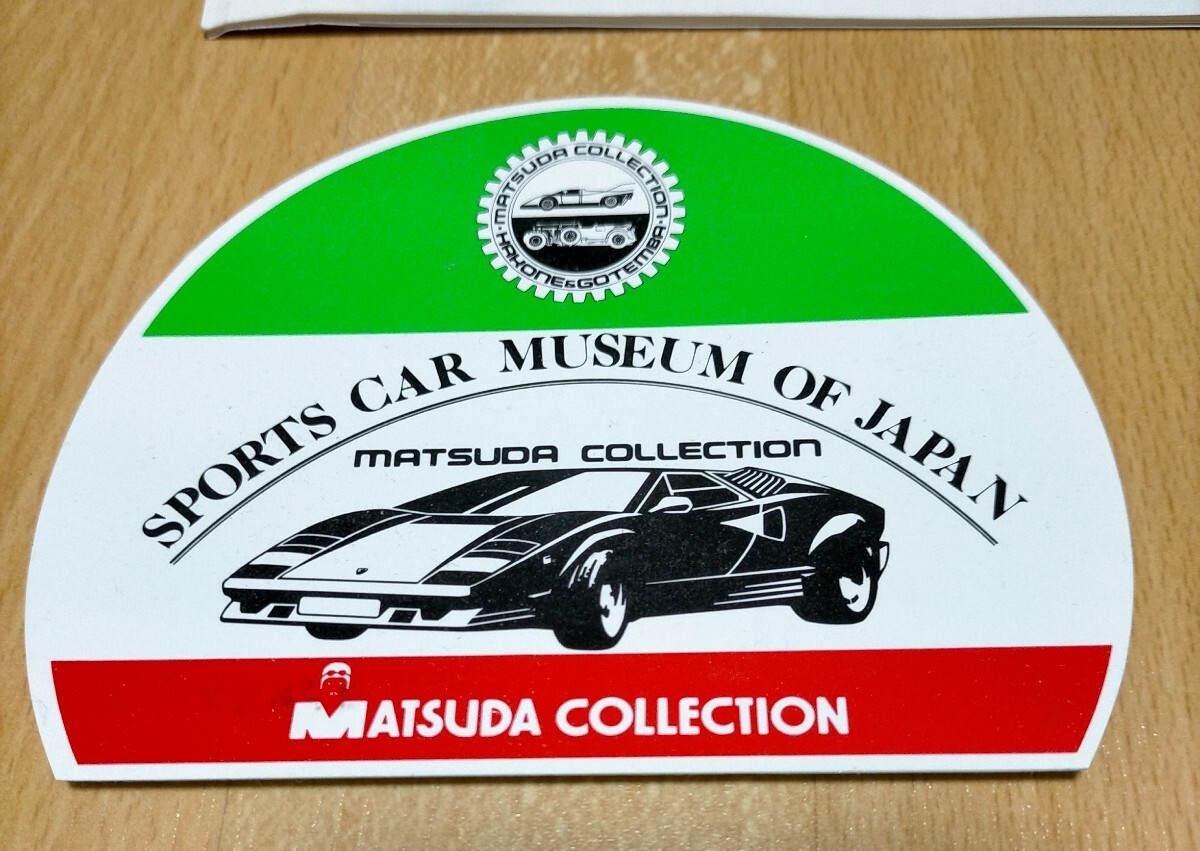 MATSUDA COLLECTION
・HAKONE&GOTEMBA・
SPORTS CAR MUSEUM OF JAPAN
MATSUDA COLLECTION
MATSUDA COLLECTION